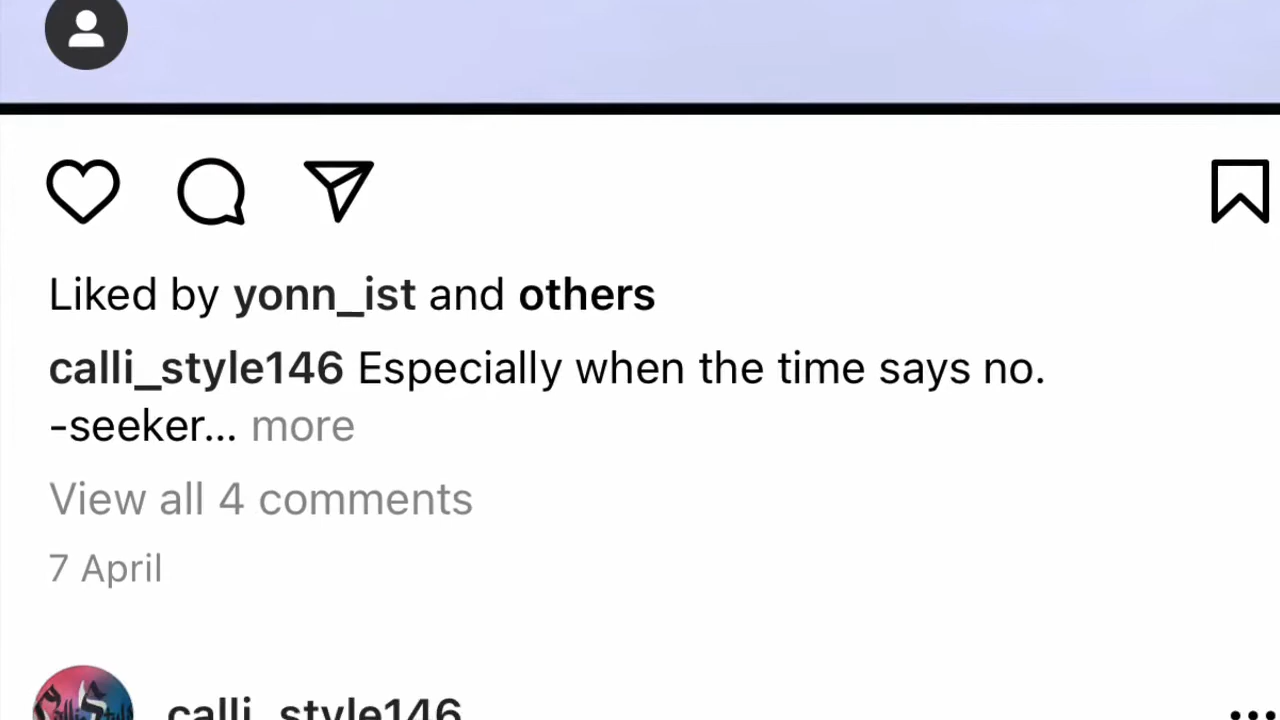 Liked by yonn_ist and others
calli_style146 Especially when the time says no.
-seeker... more
View all 4 comments
7 April
calli_style146